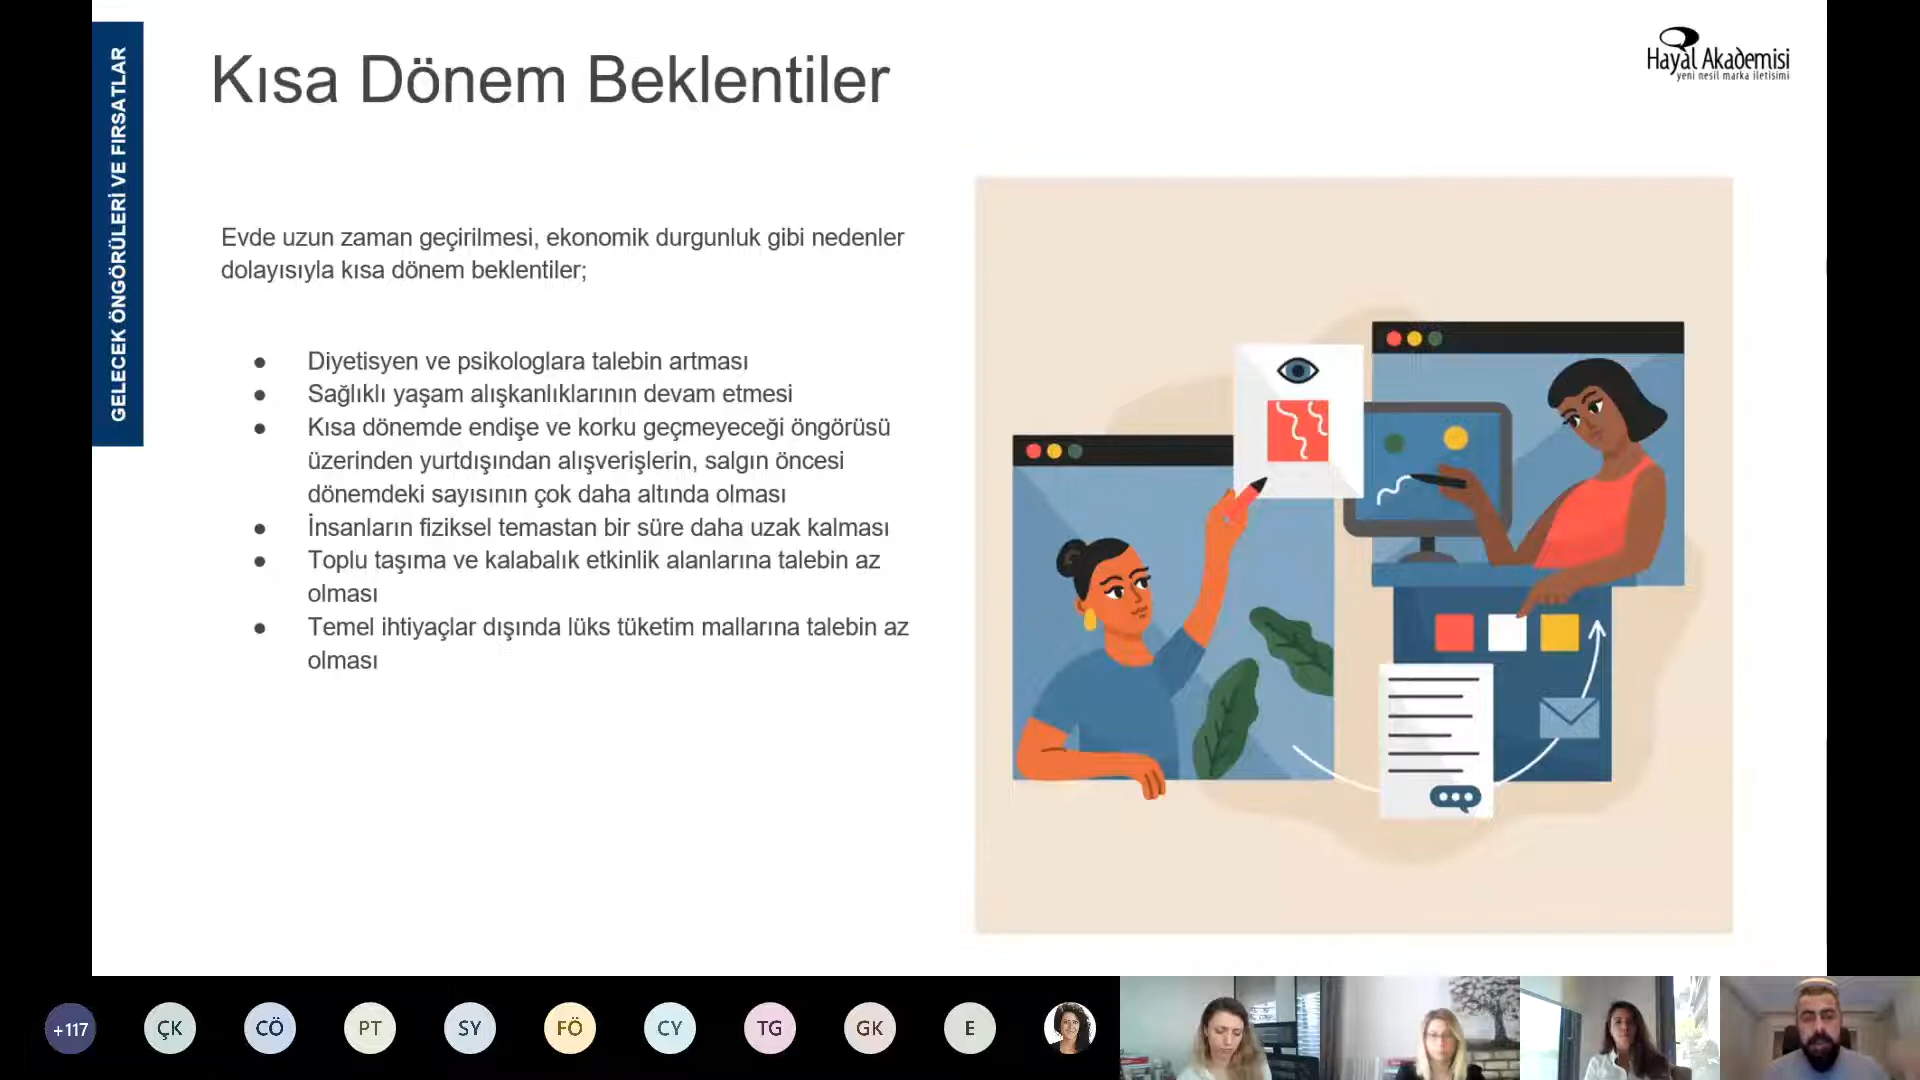 GELECEK ÖNGÖRÜLERİ VE FIRSATLAR
Kısa Dönem Beklentiler
Hayal Akademisi
yeni nesil marka iletisimi
Evde uzun zaman geçirilmesi, ekonomik durgunluk gibi nedenler
dolayısıyla kısa dönem beklentiler;
● Diyetisyen ve psikologlara talebin artması
● Sağlıklı yaşam alışkanlıklarının devam etmesi
● Kısa dönemde endişe ve korku geçmeyeceği öngörüsü
üzerinden yurtdışından alışverişlerin, salgın öncesi
dönemdeki sayısının çok daha altında olması
● İnsanların fiziksel temastan bir süre daha uzak kalması
● Toplu taşıma ve kalabalık etkinlik alanlarına talebin az
olması
● Temel ihtiyaçlar dışında lüks tüketim mallarına talebin az
olması
+117
ÇK
CÖ
PT
SY
FÖ
CY
TG
GK
E